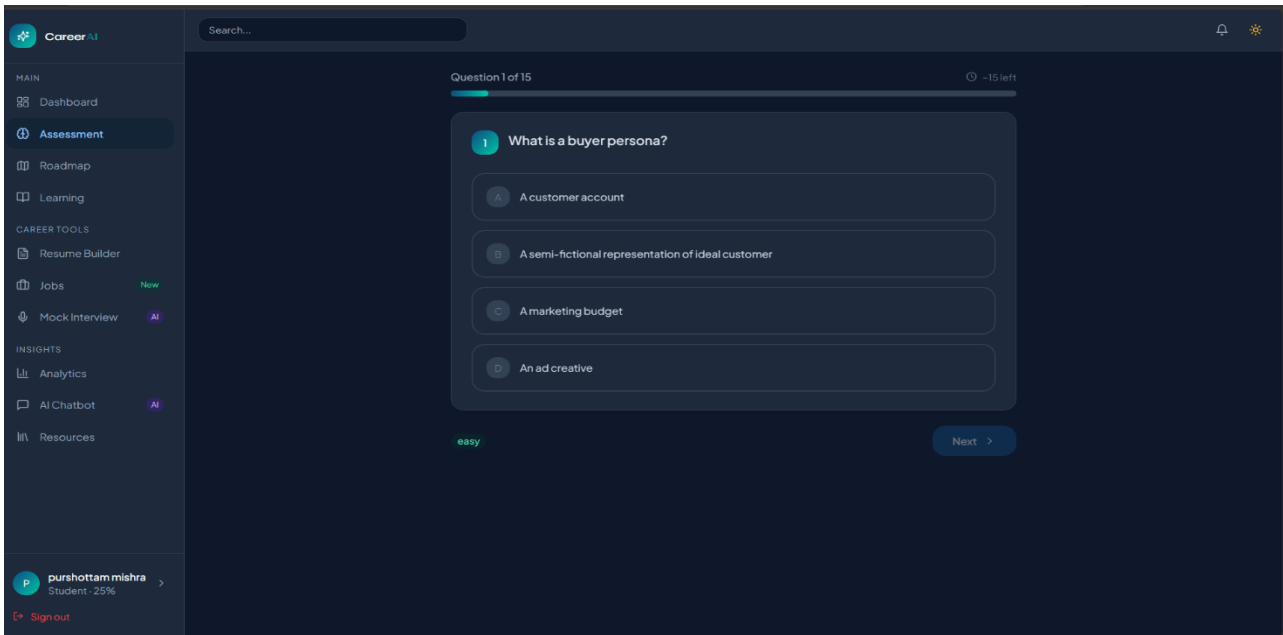 CareerAI
Search...
MAIN
Dashboard
Assessment
Roadmap
Learning
CAREER TOOLS
Resume Builder
Jobs New
Mock Interview AI
INSIGHTS
Analytics
AI Chatbot AI
Resources
P
purshottam mishra
Student · 25%
Sign out
Question 1 of 15
~15 left
1 What is a buyer persona?
A A customer account
B A semi-fictional representation of ideal customer
C A marketing budget
D An ad creative
easy
Next